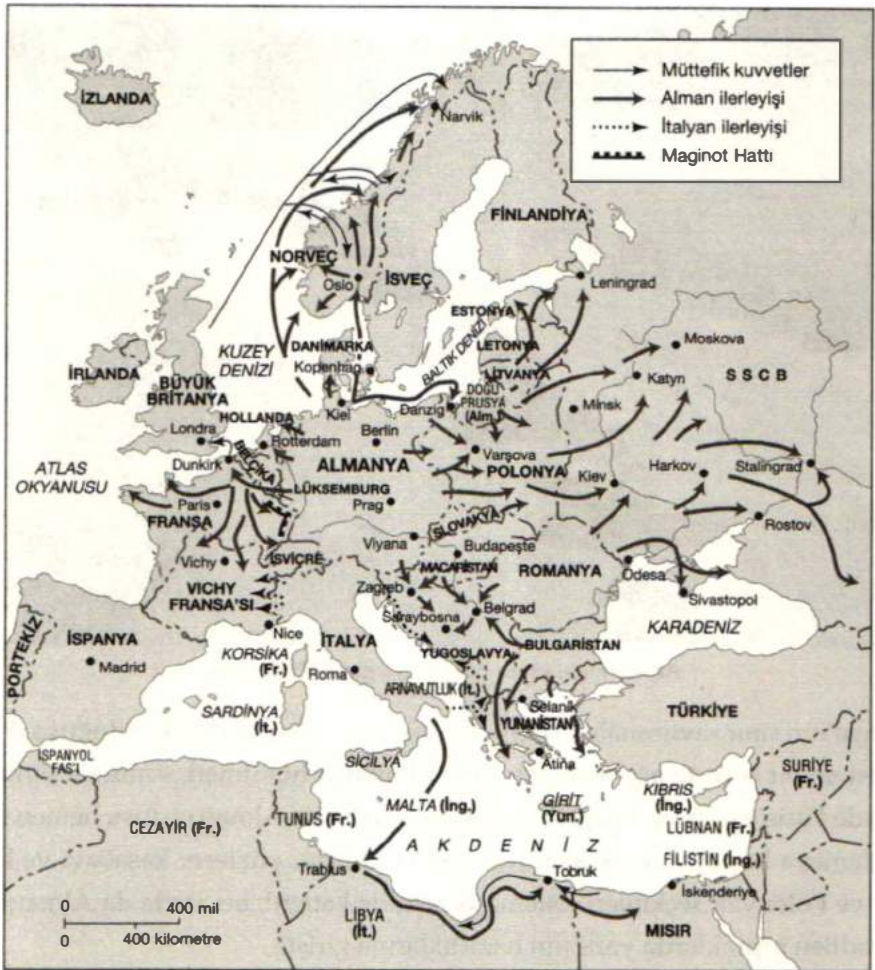 Müttefik kuvvetler
Alman ilerleyişi
İtalyan ilerleyişi
Maginot Hattı
İZLANDA
Narvik
FİNLANDİYA
NORVEÇ
Oslo
İSVEÇ
Leningrad
ESTONYA
BALTIK DENİZİ
LETONYA
LİTVANYA
Moskova
KUZEY
DENİZİ
DANİMARKA
Kopenhag
İRLANDA
BÜYÜK
BRİTANYA
Katyn
S S C B
DOĞU
PRUSYA
(Alm.)
Minsk
Kiel
Danzig
HOLLANDA
Londra
Rotterdam
Berlin
Varşova
POLONYA
ATLAS
OKYANUSU
Dunkirk
BELÇİKA
ALMANYA
Kiev
Harkov
Stalingrad
LÜKSEMBURG
Paris
FRANSA
Prag
Rostov
SLOVAKYA
Viyana
Budapeşte
İSVİÇRE
Vichy
MACARİSTAN
ROMANYA
Odesa
VICHY
FRANSA'SI
Zagreb
Belgrad
Sivastopol
Saraybosna
KARADENİZ
Nice
İTALYA
YUGOSLAVYA
BULGARİSTAN
PORTEKİZ
İSPANYA
Madrid
KORSİKA
(Fr.)
Roma
ARNAVUTLUK (İt.)
Selanik
YUNANİSTAN
TÜRKİYE
SARDİNYA
(İt.)
Atina
İSPANYOL
FAS'I
SİCİLYA
SURİYE
(Fr.)
MALTA (İng.)
GİRİT
(Yun.)
KIBRIS
(İng.)
CEZAYİR (Fr.)
TUNUS (Fr.)
LÜBNAN (Fr.)
A K D E N İ Z
FİLİSTİN (İng.)
Trablus
Tobruk
İskenderiye
0 400 mil
0 400 kilometre
LİBYA
(İt.)
MISIR